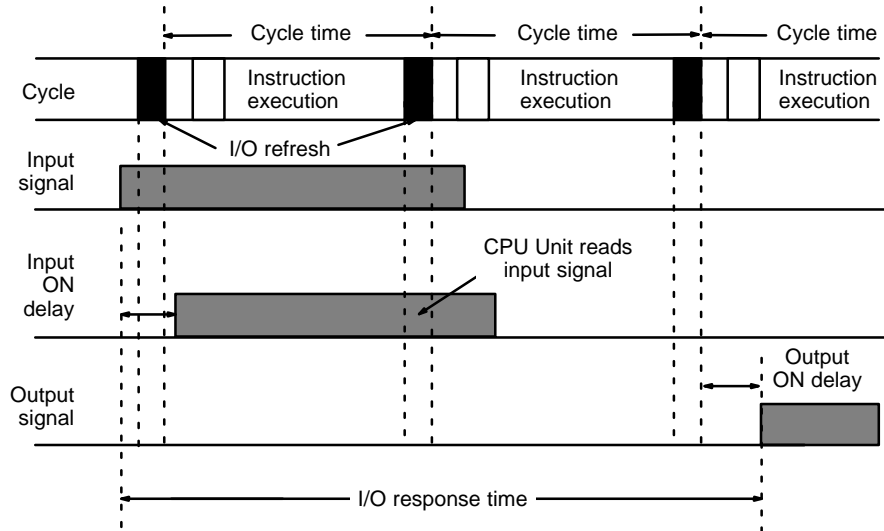 Cycle time
Cycle time
Cycle time
Cycle
Instruction
execution
Instruction
execution
Instruction
execution
I/O refresh
Input
signal
Input
ON
delay
CPU Unit reads
input signal
Output
ON delay
Output
signal
I/O response time